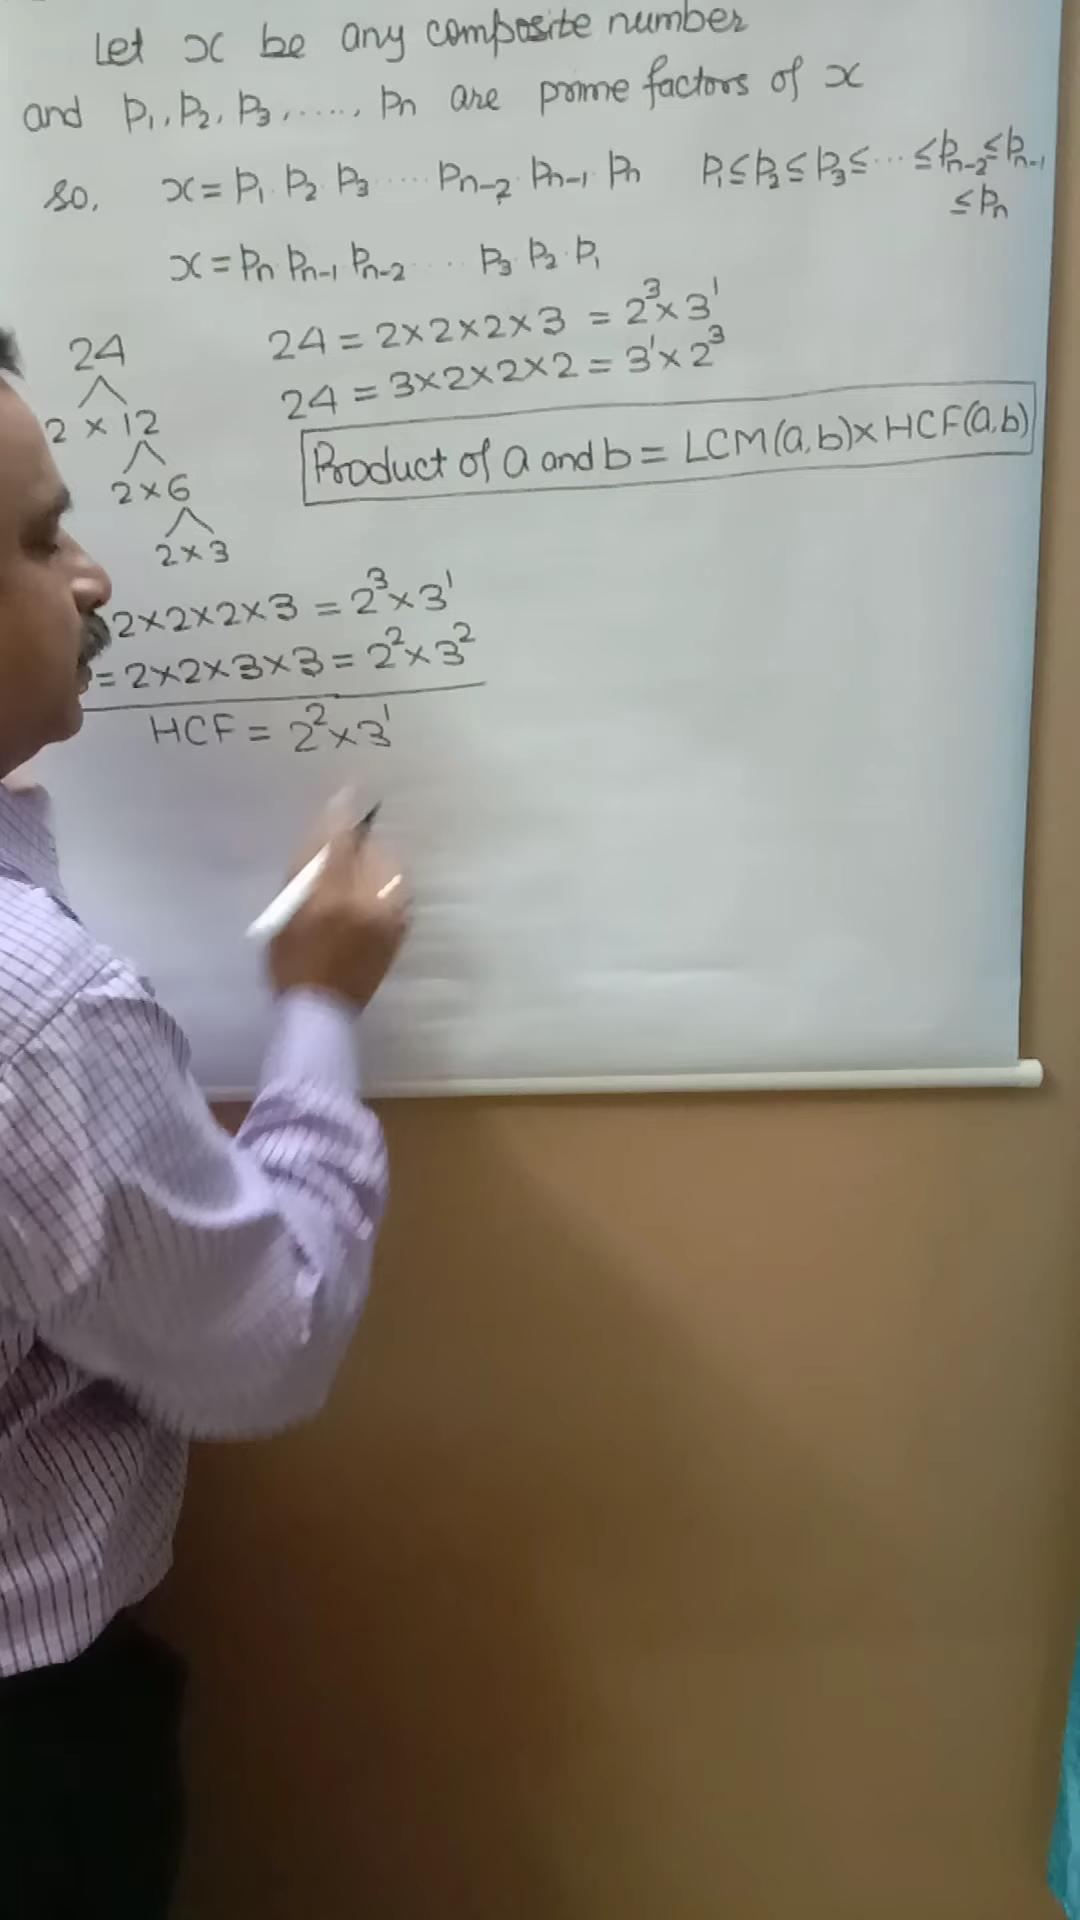 Let x be any composite number
and p₁, p₂, p₃, ......, pn are prime factors of x
so, x = p₁ p₂ p₃ .... pn-2 pn-1 pn p₁ ≤ p₂ ≤ p₃ ≤ ... ≤ pn-2 ≤ pn-1
≤ pn
x = pn pn-1 pn-2 .... p₃ p₂ p₁
24
24 = 2×2×2×3 = 2³×3¹
24 = 3×2×2×2 = 3¹×2³
2 × 12
Product of a and b = LCM(a,b)×HCF(a,b)
2 × 6
2 × 3
2×2×2×3 = 2³×3¹
= 2×2×3×3 = 2²×3²
HCF = 2²×3¹